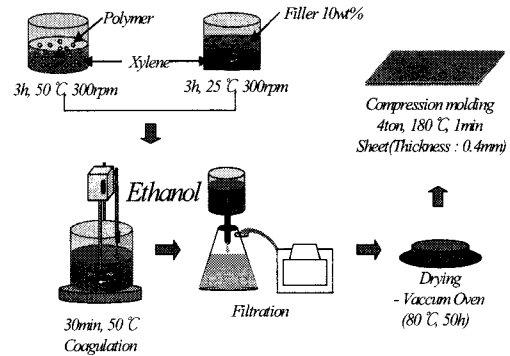 Polymer
Filler 10wt%
Xylene
3h, 50 ℃, 300rpm
3h, 25 ℃, 300rpm
Compression molding
4ton, 180 ℃, 1min
Sheet(Thickness : 0.4mm)
Ethanol
30min, 50 ℃
Coagulation
Filtration
Drying
- Vaccum Oven
(80 ℃, 50h)